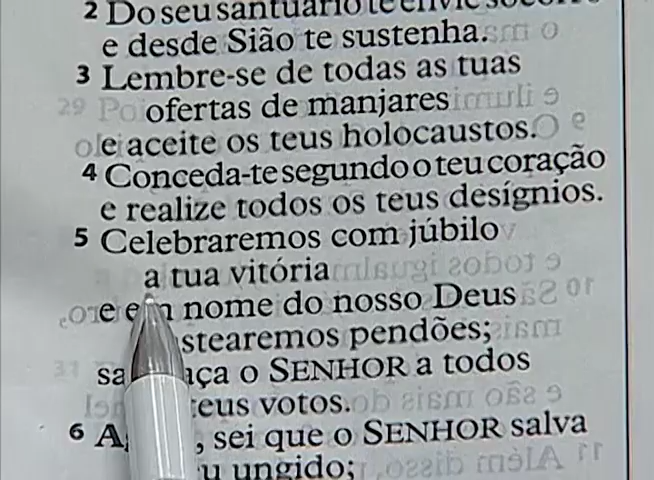 2 Do seu santuário te envie socorro
e desde Sião te sustenha.
3 Lembre-se de todas as tuas
ofertas de manjares
e aceite os teus holocaustos.
4 Conceda-te segundo o teu coração
e realize todos os teus desígnios.
5 Celebraremos com júbilo
a tua vitória
e em nome do nosso Deus
stearemos pendões;
sa aça o SENHOR a todos
teus votos.
6 A , sei que o SENHOR salva
u ungido;